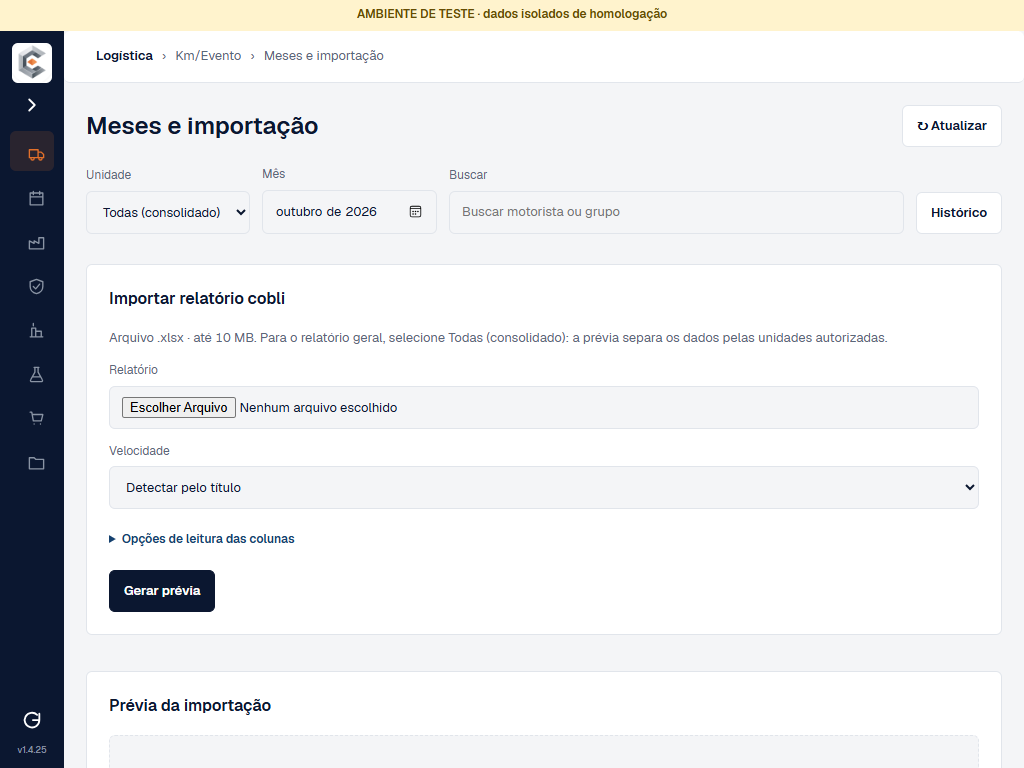 AMBIENTE DE TESTE · dados isolados de homologação
Logística › Km/Evento › Meses e importação
Meses e importação
↻ Atualizar
Unidade
Mês
Buscar
Todas (consolidado)
outubro de 2026
Buscar motorista ou grupo
Histórico
Importar relatório cobli
Arquivo .xlsx · até 10 MB. Para o relatório geral, selecione Todas (consolidado): a prévia separa os dados pelas unidades autorizadas.
Relatório
Escolher Arquivo Nenhum arquivo escolhido
Velocidade
Detectar pelo título
Opções de leitura das colunas
Gerar prévia
Prévia da importação
v1.4.25